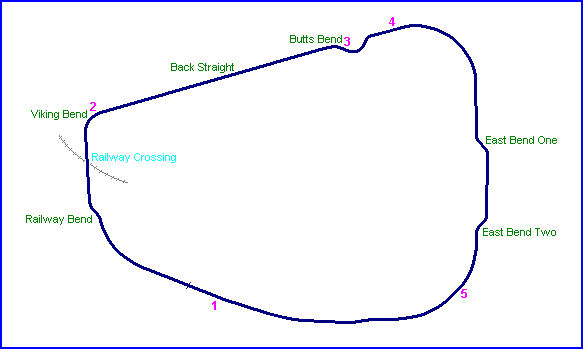 4
Butts Bend
3
Back Straight
2
Viking Bend
East Bend One
Railway Crossing
Railway Bend
East Bend Two
5
1